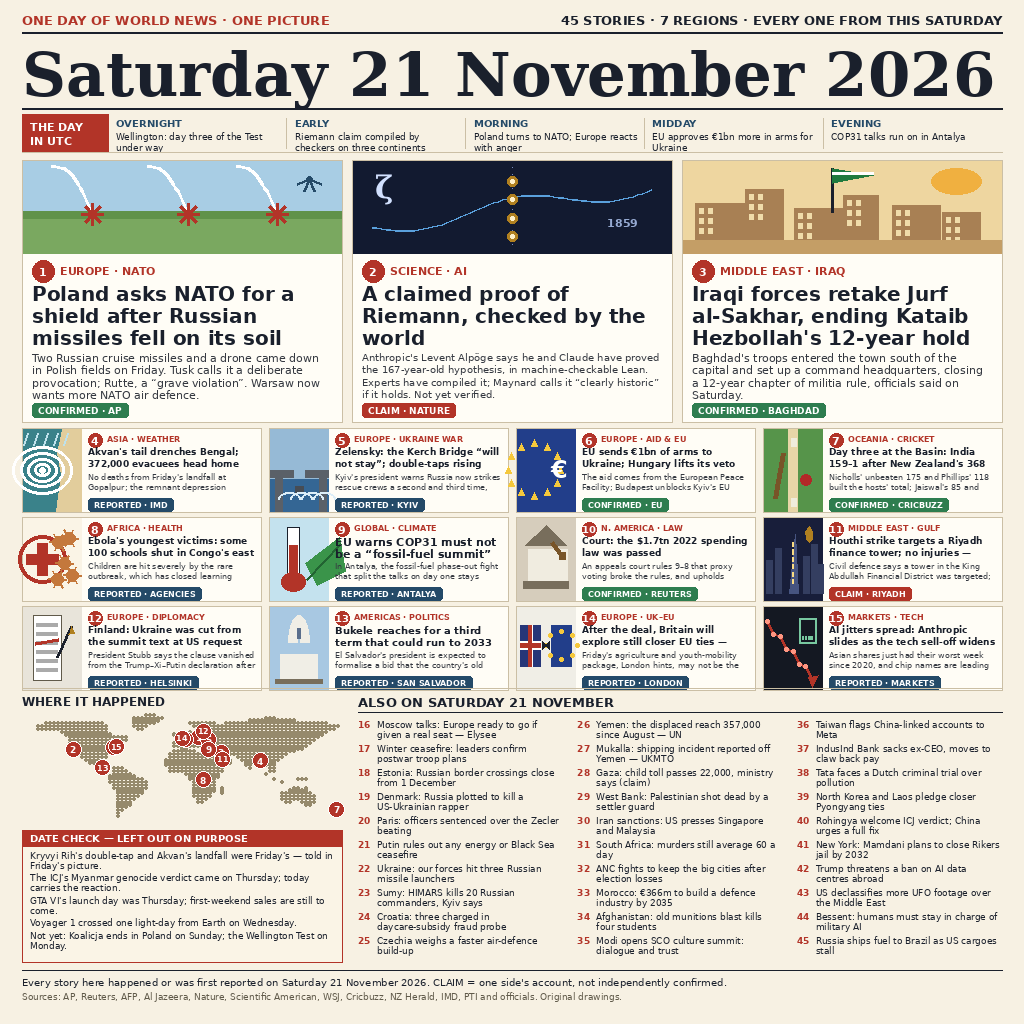 ONE DAY OF WORLD NEWS · ONE PICTURE
45 STORIES · 7 REGIONS · EVERY ONE FROM THIS SATURDAY
Saturday 21 November 2026
THE DAY
IN UTC
OVERNIGHT
Wellington: day three of the Test
under way
EARLY
Riemann claim compiled by
checkers on three continents
MORNING
Poland turns to NATO; Europe reacts
with anger
MIDDAY
EU approves €1bn more in arms for
Ukraine
EVENING
COP31 talks run on in Antalya
ζ
1859
1 EUROPE · NATO
Poland asks NATO for a
shield after Russian
missiles fell on its soil
Two Russian cruise missiles and a drone came down
in Polish fields on Friday. Tusk calls it a deliberate
provocation; Rutte, a “grave violation”. Warsaw now
wants more NATO air defence.
CONFIRMED · AP
2 SCIENCE · AI
A claimed proof of
Riemann, checked by the
world
Anthropic's Levent Alpöge says he and Claude have proved
the 167-year-old hypothesis, in machine-checkable Lean.
Experts have compiled it; Maynard calls it “clearly historic”
if it holds. Not yet verified.
CLAIM · NATURE
3 MIDDLE EAST · IRAQ
Iraqi forces retake Jurf
al-Sakhar, ending Kataib
Hezbollah's 12-year hold
Baghdad's troops entered the town south of the
capital and set up a command headquarters, closing
a 12-year chapter of militia rule, officials said on
Saturday.
CONFIRMED · BAGHDAD
4 ASIA · WEATHER
Akvan's tail drenches Bengal;
372,000 evacuees head home
No deaths from Friday's landfall at
Gopalpur; the remnant depression
REPORTED · IMD
5 EUROPE · UKRAINE WAR
Zelensky: the Kerch Bridge “will
not stay”; double-taps rising
Kyiv's president warns Russia now strikes
rescue crews a second and third time,
REPORTED · KYIV
€
6 EUROPE · AID & EU
EU sends €1bn of arms to
Ukraine; Hungary lifts its veto
The aid comes from the European Peace
Facility; Budapest unblocks Kyiv's EU
CONFIRMED · EU
7 OCEANIA · CRICKET
Day three at the Basin: India
159-1 after New Zealand's 368
Nicholls' unbeaten 175 and Phillips' 118
built the hosts' total; Jaiswal's 85 and
CONFIRMED · CRICBUZZ
8 AFRICA · HEALTH
Ebola's youngest victims: some
100 schools shut in Congo's east
Children are hit severely by the rare
outbreak, which has closed learning
REPORTED · AGENCIES
9 GLOBAL · CLIMATE
EU warns COP31 must not
be a “fossil-fuel summit”
In Antalya, the fossil-fuel phase-out fight
that split the talks on day one stays
REPORTED · ANTALYA
10 N. AMERICA · LAW
Court: the $1.7tn 2022 spending
law was passed
An appeals court rules 9–8 that proxy
voting broke the rules, and upholds
CONFIRMED · REUTERS
11 MIDDLE EAST · GULF
Houthi strike targets a Riyadh
finance tower; no injuries —
Civil defence says a tower in the King
Abdullah Financial District was targeted;
CLAIM · RIYADH
12 EUROPE · DIPLOMACY
Finland: Ukraine was cut from
the summit text at US request
President Stubb says the clause vanished
from the Trump–Xi–Putin declaration after
REPORTED · HELSINKI
13 AMERICAS · POLITICS
Bukele reaches for a third
term that could run to 2033
El Salvador's president is expected to
formalise a bid that the country's old
REPORTED · SAN SALVADOR
14 EUROPE · UK-EU
After the deal, Britain will
explore still closer EU ties —
Friday's agriculture and youth-mobility
package, London hints, may not be the
REPORTED · LONDON
15 MARKETS · TECH
AI jitters spread: Anthropic
slides as the tech sell-off widens
Asian shares just had their worst week
since 2020, and chip names are leading
REPORTED · MARKETS
WHERE IT HAPPENED
2
15
13
14
12
9
11
8
4
7
DATE CHECK — LEFT OUT ON PURPOSE
Kryvyi Rih's double-tap and Akvan's landfall were Friday's — told in
Friday's picture.
The ICJ's Myanmar genocide verdict came on Thursday; today
carries the reaction.
GTA VI's launch day was Thursday; first-weekend sales are still to
come.
Voyager 1 crossed one light-day from Earth on Wednesday.
Not yet: Koalicja ends in Poland on Sunday; the Wellington Test on
Monday.
ALSO ON SATURDAY 21 NOVEMBER
16 Moscow talks: Europe ready to go if
given a real seat — Elysee
17 Winter ceasefire: leaders confirm
postwar troop plans
18 Estonia: Russian border crossings close
from 1 December
19 Denmark: Russia plotted to kill a
US-Ukrainian rapper
20 Paris: officers sentenced over the Zecler
beating
21 Putin rules out any energy or Black Sea
ceasefire
22 Ukraine: our forces hit three Russian
missile launchers
23 Sumy: HIMARS kills 20 Russian
commanders, Kyiv says
24 Croatia: three charged in
daycare-subsidy fraud probe
25 Czechia weighs a faster air-defence
build-up
26 Yemen: the displaced reach 357,000
since August — UN
27 Mukalla: shipping incident reported off
Yemen — UKMTO
28 Gaza: child toll passes 22,000, ministry
says (claim)
29 West Bank: Palestinian shot dead by a
settler guard
30 Iran sanctions: US presses Singapore
and Malaysia
31 South Africa: murders still average 60 a
day
32 ANC fights to keep the big cities after
election losses
33 Morocco: €366m to build a defence
industry by 2035
34 Afghanistan: old munitions blast kills
four students
35 Modi opens SCO culture summit:
dialogue and trust
36 Taiwan flags China-linked accounts to
Meta
37 IndusInd Bank sacks ex-CEO, moves to
claw back pay
38 Tata faces a Dutch criminal trial over
pollution
39 North Korea and Laos pledge closer
Pyongyang ties
40 Rohingya welcome ICJ verdict; China
urges a full fix
41 New York: Mamdani plans to close Rikers
jail by 2032
42 Trump threatens a ban on AI data
centres abroad
43 US declassifies more UFO footage over
the Middle East
44 Bessent: humans must stay in charge of
military AI
45 Russia ships fuel to Brazil as US cargoes
stall
Every story here happened or was first reported on Saturday 21 November 2026. CLAIM = one side's account, not independently confirmed.
Sources: AP, Reuters, AFP, Al Jazeera, Nature, Scientific American, WSJ, Cricbuzz, NZ Herald, IMD, PTI and officials. Original drawings.